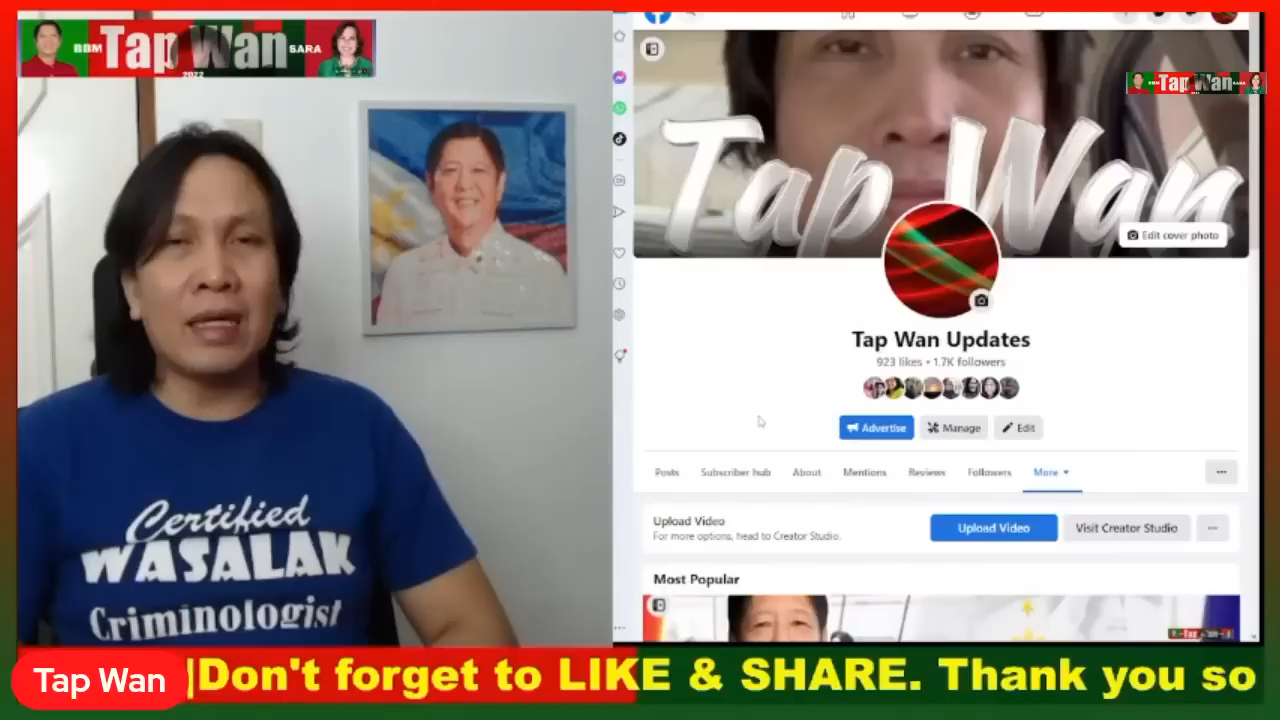 BBM Tap Wan SARA
2022
Tap Wan
Tap Wan
Edit cover photo
Tap Wan Updates
923 likes • 1.7K followers
Advertise Manage Edit
Posts Subscriber hub About Mentions Reviews Followers More
Upload Video
For more options, head to Creator Studio.
Upload Video Visit Creator Studio
Most Popular
Certified
WASALAK
Criminologist
Tap Wan
Don't forget to LIKE & SHARE. Thank you so